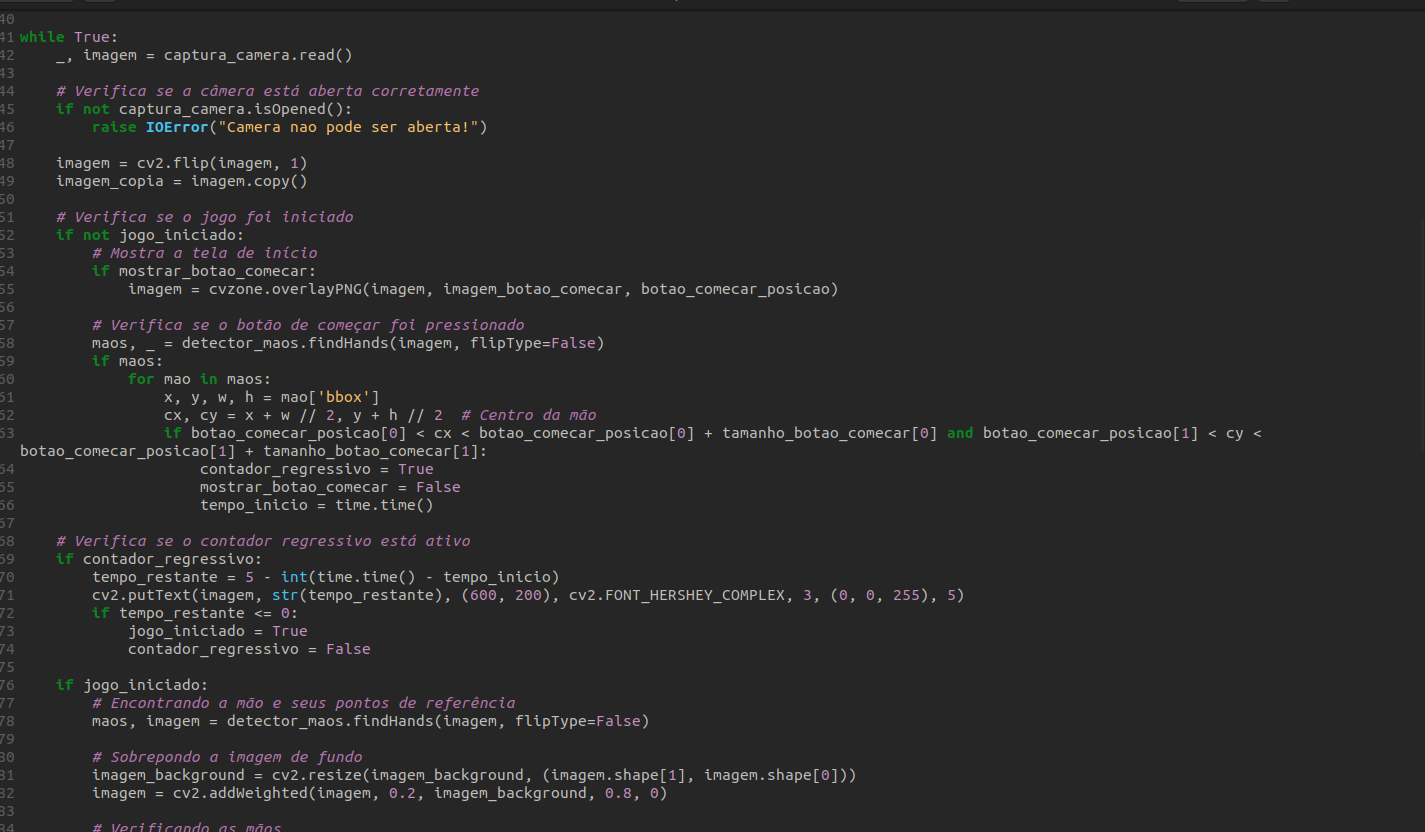 40
41 while True:
42     _, imagem = captura_camera.read()
43
44     # Verifica se a câmera está aberta corretamente
45     if not captura_camera.isOpened():
46         raise IOError("Camera nao pode ser aberta!")
47
48     imagem = cv2.flip(imagem, 1)
49     imagem_copia = imagem.copy()
50
51     # Verifica se o jogo foi iniciado
52     if not jogo_iniciado:
53         # Mostra a tela de início
54         if mostrar_botao_comecar:
55             imagem = cvzone.overlayPNG(imagem, imagem_botao_comecar, botao_comecar_posicao)
56
57         # Verifica se o botão de começar foi pressionado
58         maos, _ = detector_maos.findHands(imagem, flipType=False)
59         if maos:
60             for mao in maos:
61                 x, y, w, h = mao['bbox']
62                 cx, cy = x + w // 2, y + h // 2  # Centro da mão
63                 if botao_comecar_posicao[0] < cx < botao_comecar_posicao[0] + tamanho_botao_comecar[0] and botao_comecar_posicao[1] < cy <
botao_comecar_posicao[1] + tamanho_botao_comecar[1]:
64                     contador_regressivo = True
65                     mostrar_botao_comecar = False
66                     tempo_inicio = time.time()
67
68     # Verifica se o contador regressivo está ativo
69     if contador_regressivo:
70         tempo_restante = 5 - int(time.time() - tempo_inicio)
71         cv2.putText(imagem, str(tempo_restante), (600, 200), cv2.FONT_HERSHEY_COMPLEX, 3, (0, 0, 255), 5)
72         if tempo_restante <= 0:
73             jogo_iniciado = True
74             contador_regressivo = False
75
76     if jogo_iniciado:
77         # Encontrando a mão e seus pontos de referência
78         maos, imagem = detector_maos.findHands(imagem, flipType=False)
79
80         # Sobrepondo a imagem de fundo
81         imagem_background = cv2.resize(imagem_background, (imagem.shape[1], imagem.shape[0]))
82         imagem = cv2.addWeighted(imagem, 0.2, imagem_background, 0.8, 0)
83
84         # Verificando as mãos